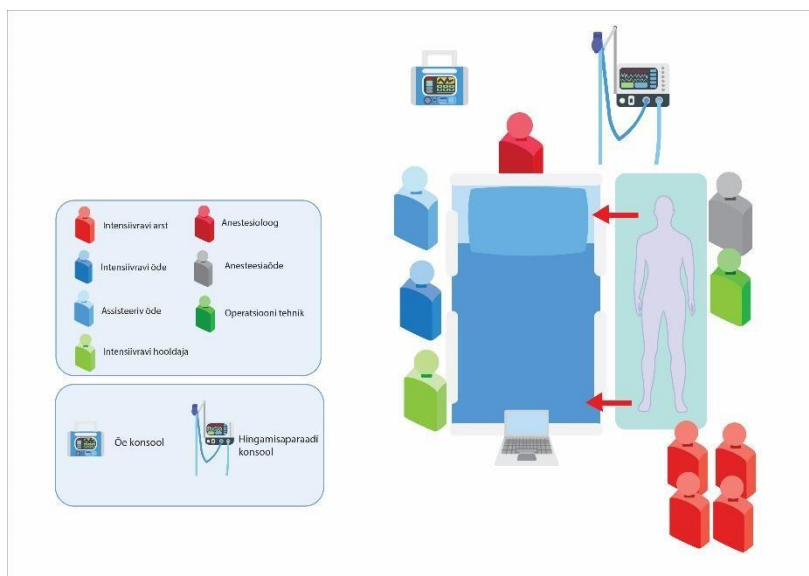 Intensiivravi arst
Anestesioloog
Intensiivravi õde
Anesteesiaõde
Assisteeriv õde
Operatsiooni tehnik
Intensiivravi hooldaja
Õe konsool
Hingamisaparaadi
konsool